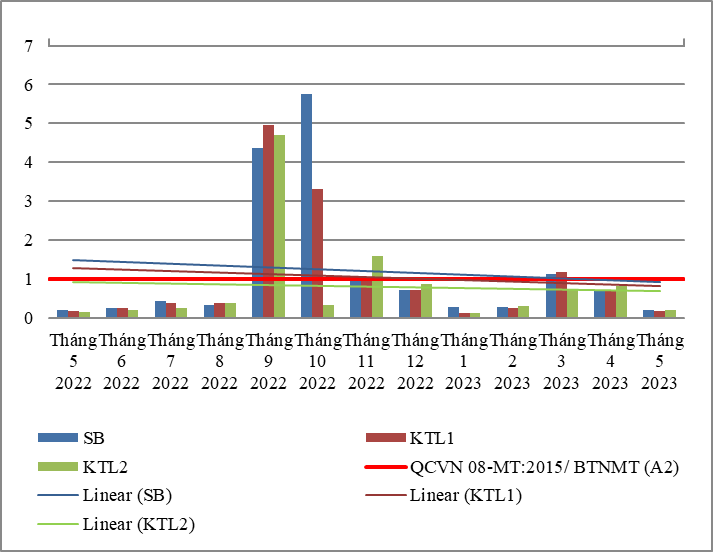 7
6
5
4
3
2
1
0
Tháng Tháng Tháng Tháng Tháng Tháng Tháng Tháng Tháng Tháng Tháng Tháng Tháng
5 6 7 8 9 10 11 12 1 2 3 4 5
2022 2022 2022 2022 2022 2022 2022 2022 2023 2023 2023 2023 2023
SB KTL1
KTL2 QCVN 08-MT:2015/ BTNMT (A2)
Linear (SB) Linear (KTL1)
Linear (KTL2)